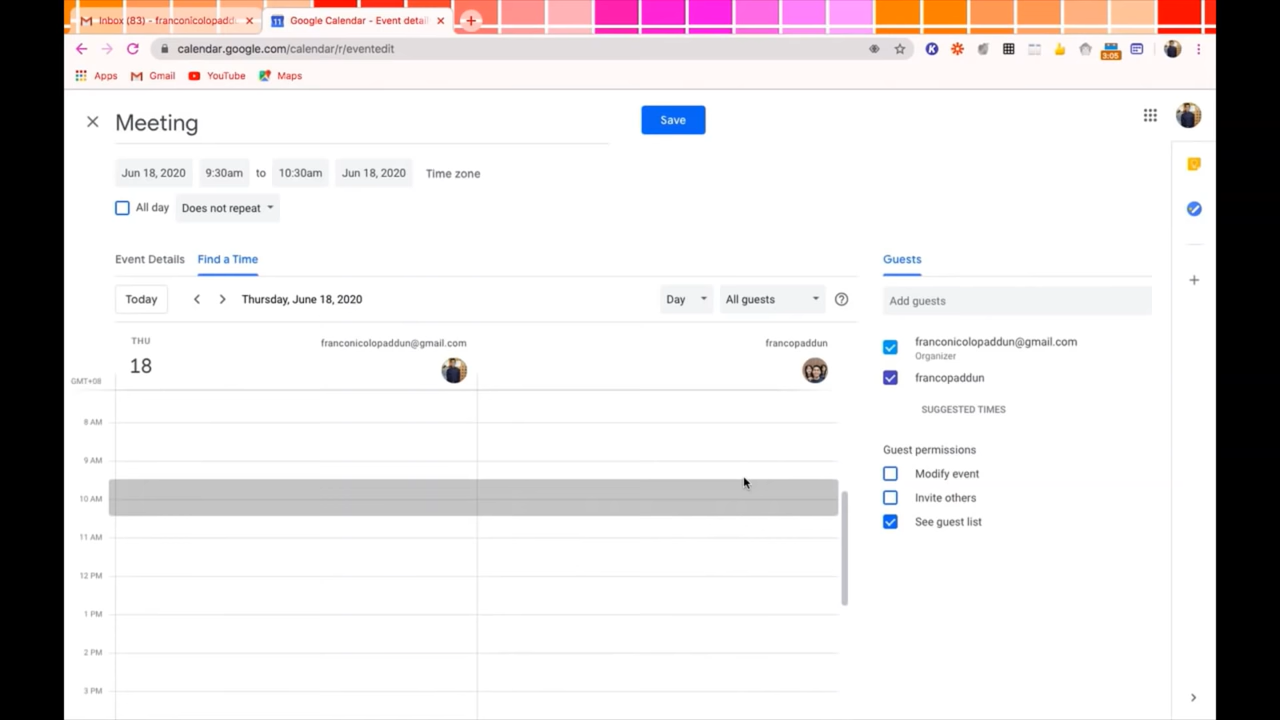 Inbox (83) - franconicolopadd
Google Calendar - Event detai
calendar.google.com/calendar/r/eventedit
3:05
Apps Gmail YouTube Maps
Meeting
Save
Jun 18, 2020 9:30am to 10:30am Jun 18, 2020 Time zone
All day Does not repeat
Event Details Find a Time
Guests
Today Thursday, June 18, 2020 Day All guests
Add guests
THU
18
franconicolopaddun@gmail.com
francopaddun
GMT+08
8 AM
9 AM
10 AM
11 AM
12 PM
1 PM
2 PM
3 PM
franconicolopaddun@gmail.com
Organizer
francopaddun
SUGGESTED TIMES
Guest permissions
Modify event
Invite others
See guest list